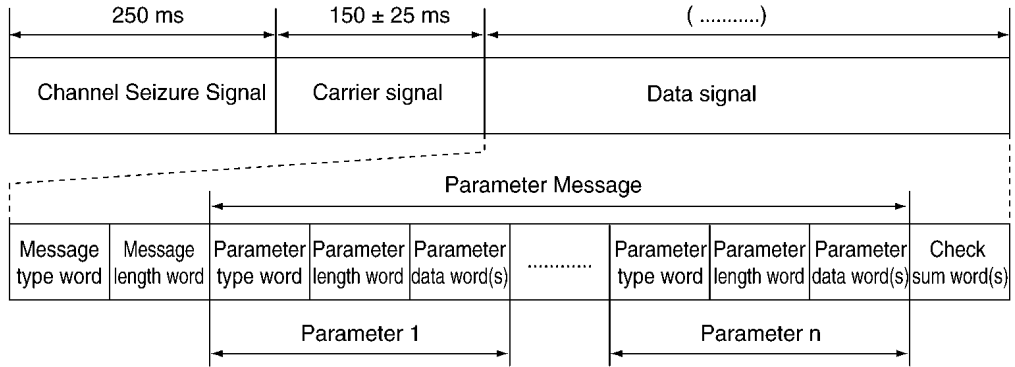 250 ms
150 ± 25 ms
( ...........)
Channel Seizure Signal
Carrier signal
Data signal
Parameter Message
Message
type word
Message
length word
Parameter
type word
Parameter
length word
Parameter
data word(s)
............
Parameter
type word
Parameter
length word
Parameter
data word(s)
Check
sum word(s)
Parameter 1
Parameter n